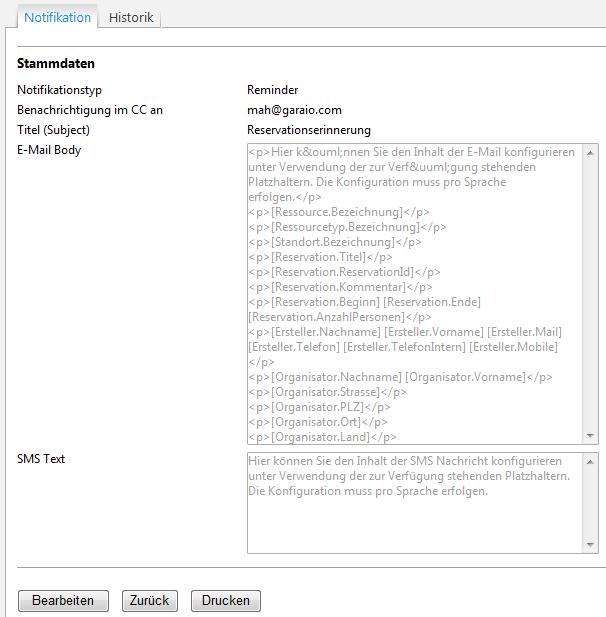 Notifikation Historik
Stammdaten
Notifikationstyp Reminder
Benachrichtigung im CC an mah@garaio.com
Titel (Subject) Reservationserinnerung
E-Mail Body
<p>Hier k&ouml;nnen Sie den Inhalt der E-Mail konfigurieren
unter Verwendung der zur Verf&uuml;gung stehenden
Platzhaltern. Die Konfiguration muss pro Sprache
erfolgen.</p>
<p>[Ressource.Bezeichnung]</p>
<p>[Ressourcetyp.Bezeichnung]</p>
<p>[Standort.Bezeichnung]</p>
<p>[Reservation.Titel]</p>
<p>[Reservation.ReservationId]</p>
<p>[Reservation.Kommentar]</p>
<p>[Reservation.Beginn] [Reservation.Ende]
[Reservation.AnzahlPersonen]</p>
<p>[Ersteller.Nachname] [Ersteller.Vorname] [Ersteller.Mail]
[Ersteller.Telefon] [Ersteller.TelefonIntern] [Ersteller.Mobile]
</p>
<p>[Organisator.Nachname] [Organisator.Vorname]</p>
<p>[Organisator.Strasse]</p>
<p>[Organisator.PLZ]</p>
<p>[Organisator.Ort]</p>
<p>[Organisator.Land]</p>
SMS Text
Hier können Sie den Inhalt der SMS Nachricht konfigurieren
unter Verwendung der zur Verfügung stehenden Platzhaltern.
Die Konfiguration muss pro Sprache erfolgen.
Bearbeiten Zurück Drucken